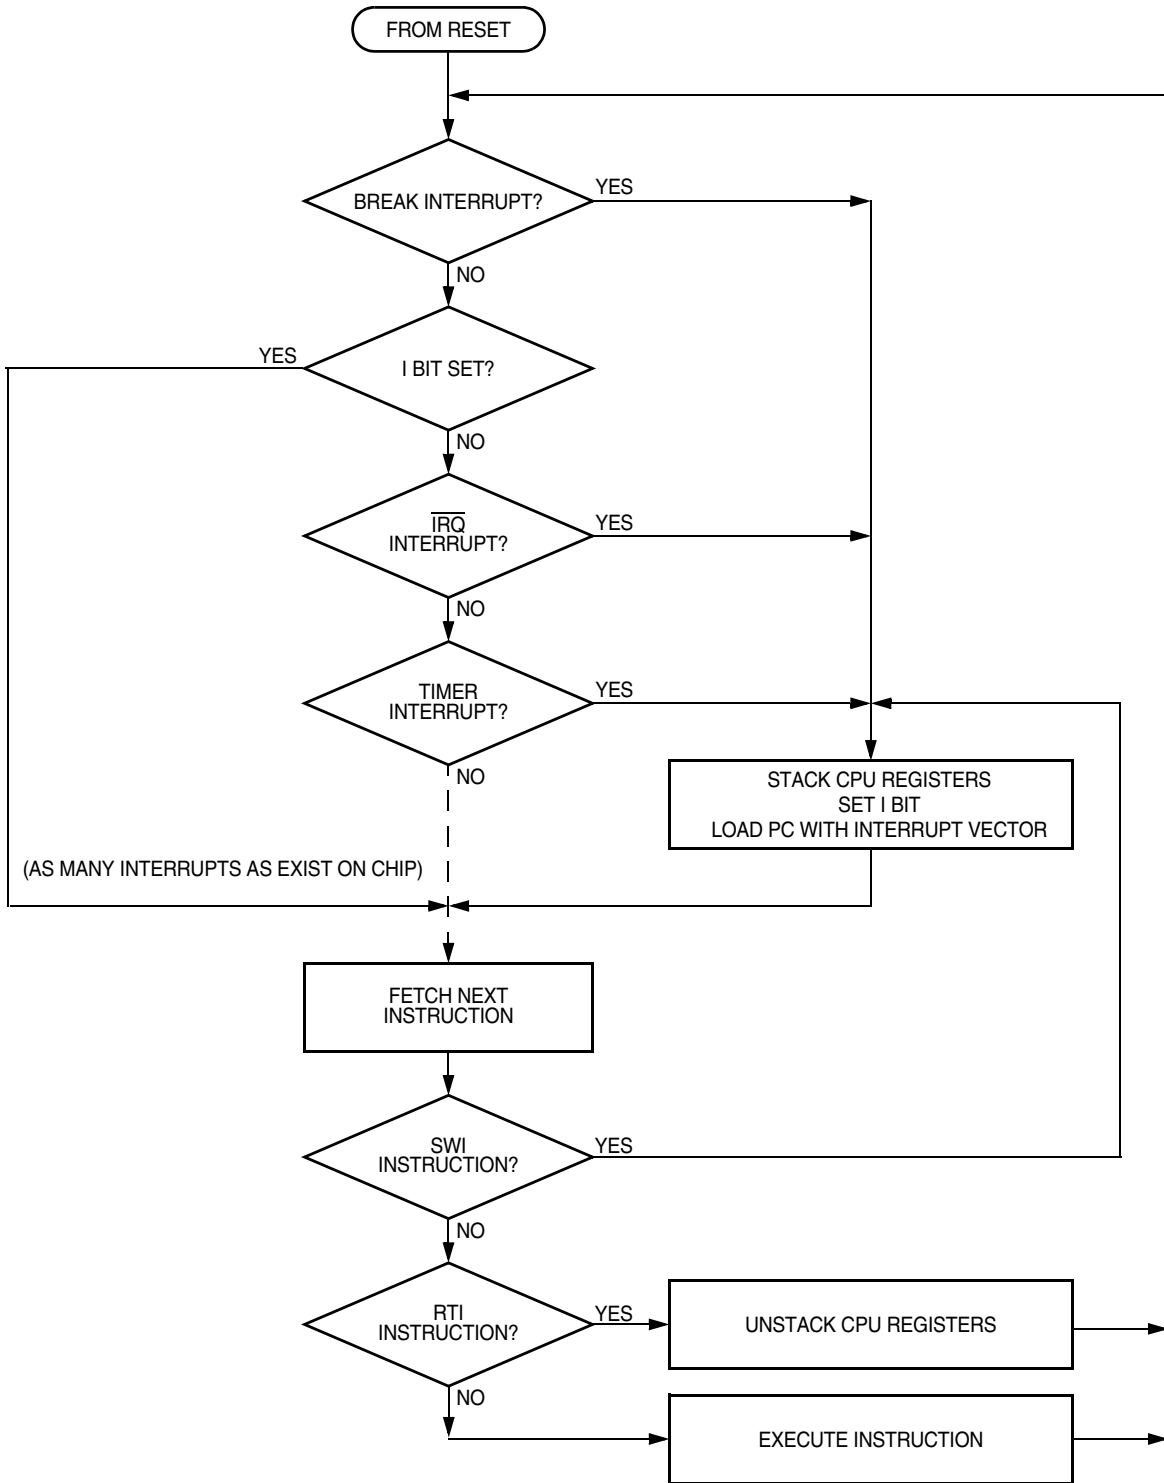 FROM RESET
BREAK INTERRUPT?
YES
NO
I BIT SET?
YES
NO
IRQ
INTERRUPT?
YES
NO
TIMER
INTERRUPT?
YES
NO
STACK CPU REGISTERS
SET I BIT
LOAD PC WITH INTERRUPT VECTOR
(AS MANY INTERRUPTS AS EXIST ON CHIP)
FETCH NEXT
INSTRUCTION
SWI
INSTRUCTION?
YES
NO
RTI
INSTRUCTION?
YES
UNSTACK CPU REGISTERS
NO
EXECUTE INSTRUCTION